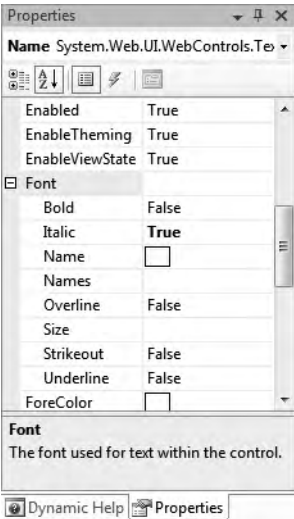 Properties
Name System.Web.UI.WebControls.Te
Enabled True
EnableTheming True
EnableViewState True
Font
Bold False
Italic True
Name
Names
Overline False
Size
Strikeout False
Underline False
ForeColor
Font
The font used for text within the control.
Dynamic Help Properties